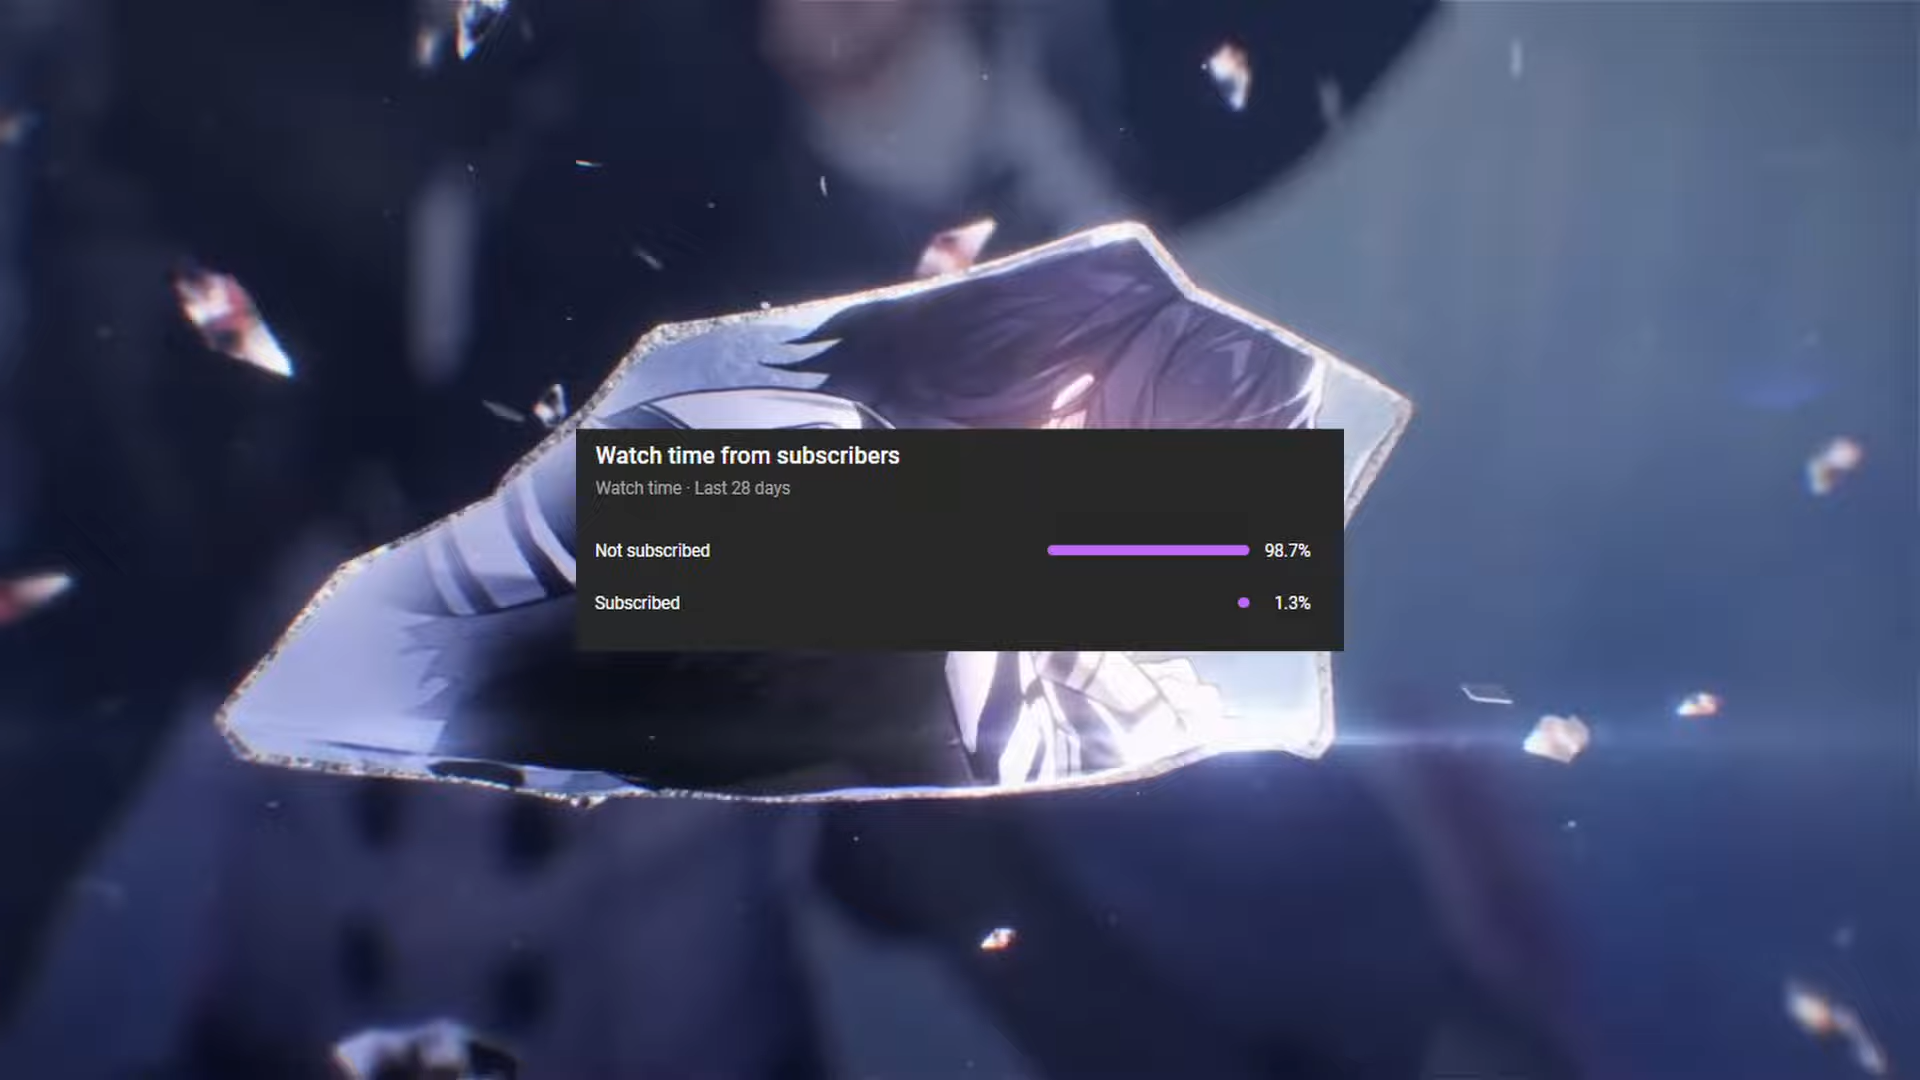 Watch time from subscribers
Watch time · Last 28 days
Not subscribed 98.7%
Subscribed 1.3%